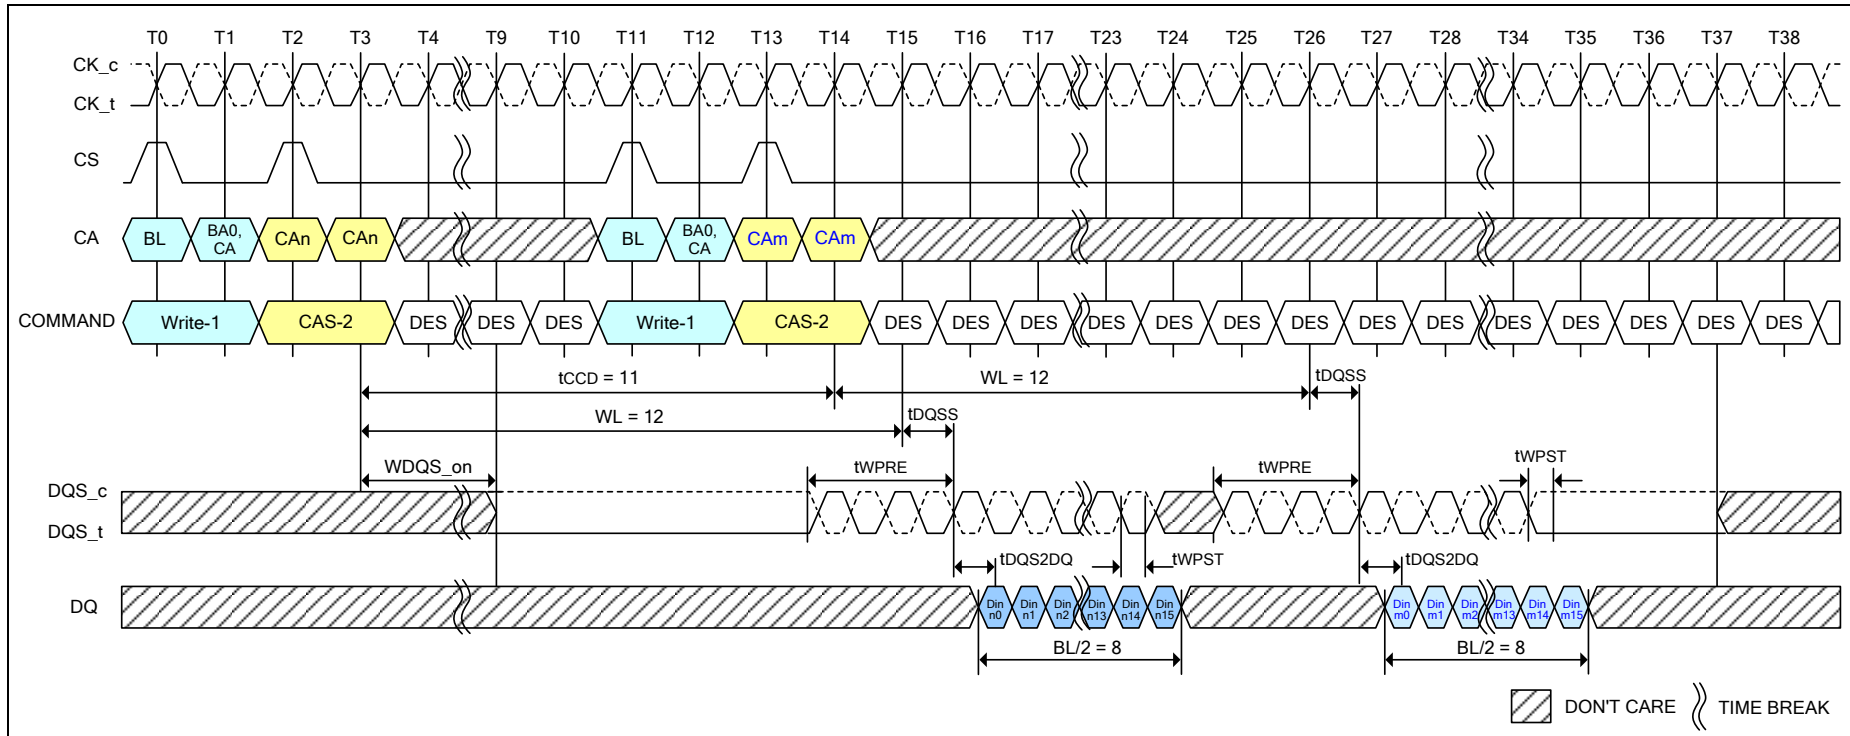 T0 T1 T2 T3 T4 T9 T10 T11 T12 T13 T14 T15 T16 T17 T23 T24 T25 T26 T27 T28 T34 T35 T36 T37 T38
CK_c
CK_t
CS
CA BL BA0, CA CAn CAn BL BA0, CA CAm CAm
COMMAND Write-1 CAS-2 DES DES DES Write-1 CAS-2 DES DES DES DES DES DES DES DES DES DES DES DES DES DES
tCCD = 11 WL = 12 tDQSS
WL = 12 tDQSS
WDQS_on tWPRE tWPRE tWPST
DQS_c
DQS_t
tDQS2DQ tWPST tDQS2DQ
DQ Din n0 Din n1 Din n2 Din n13 Din n14 Din n15 Din m0 Din m1 Din m2 Din m13 Din m14 Din m15
BL/2 = 8 BL/2 = 8
DON'T CARE TIME BREAK